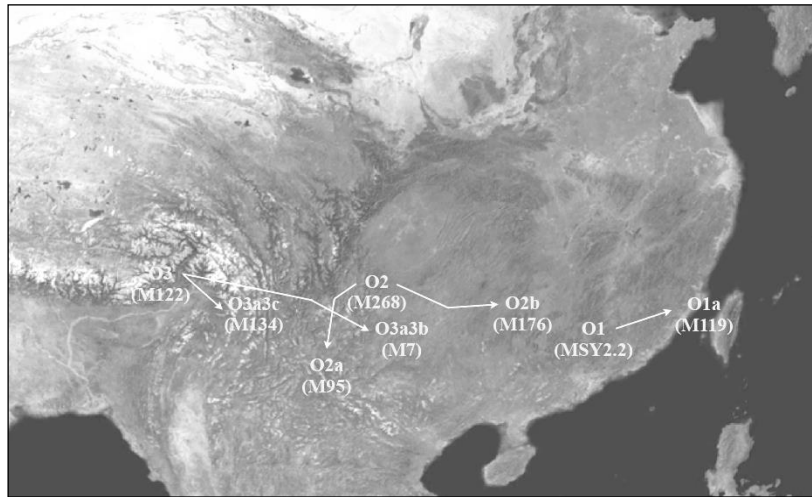 O3
(M122)
O3a3c
(M134)
O2
(M268)
O3a3b
(M7)
O2a
(M95)
O2b
(M176)
O1
(MSY2.2)
O1a
(M119)